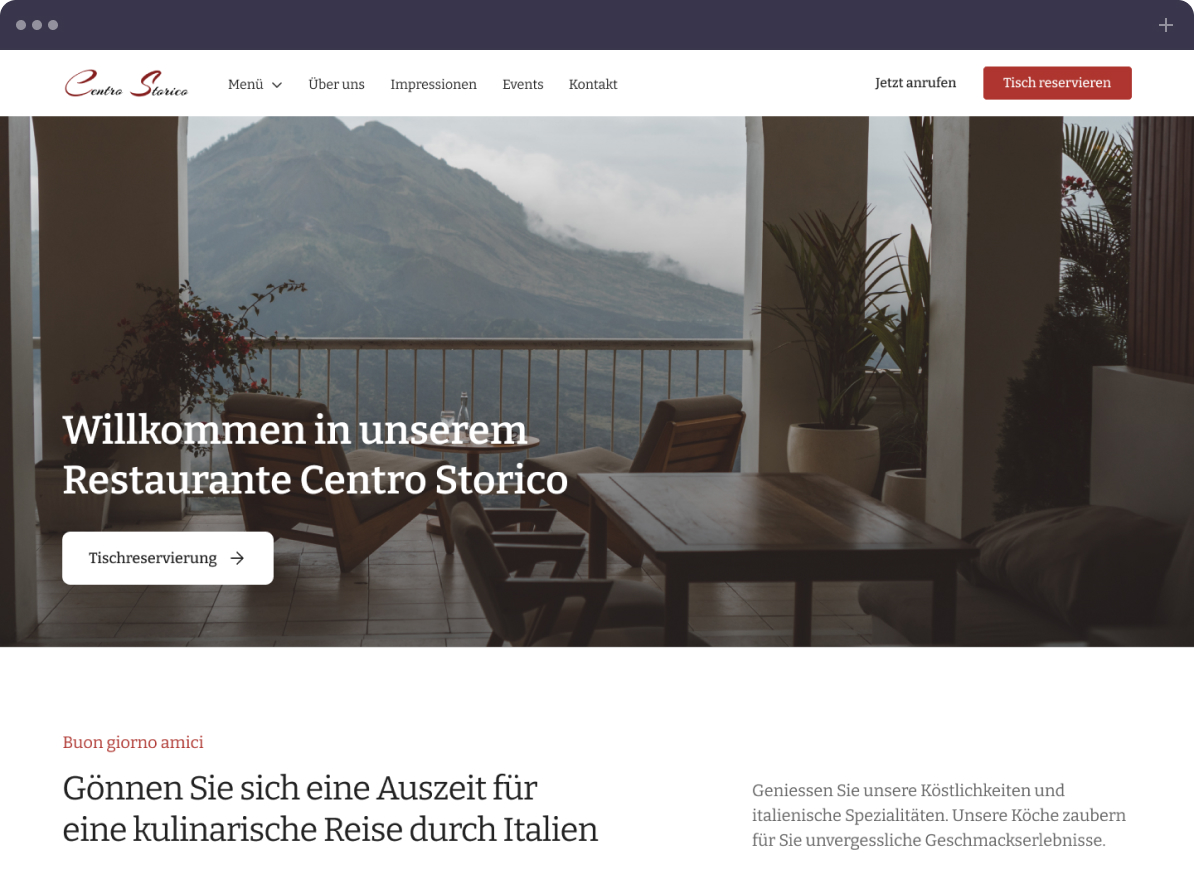 Centro Storico
Menü
Über uns
Impressionen
Events
Kontakt
Jetzt anrufen
Tisch reservieren
Willkommen in unserem
Restaurante Centro Storico
Tischreservierung
Buon giorno amici
Gönnen Sie sich eine Auszeit für
eine kulinarische Reise durch Italien
Geniessen Sie unsere Köstlichkeiten und
italienische Spezialitäten. Unsere Köche zaubern
für Sie unvergessliche Geschmackserlebnisse.